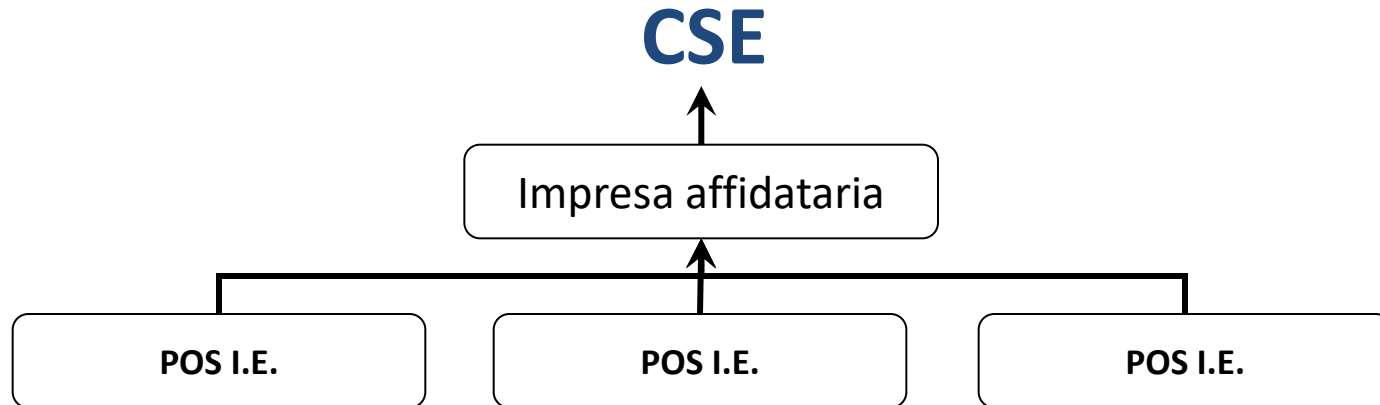 CSE
Impresa affidataria
POS I.E.
POS I.E.
POS I.E.